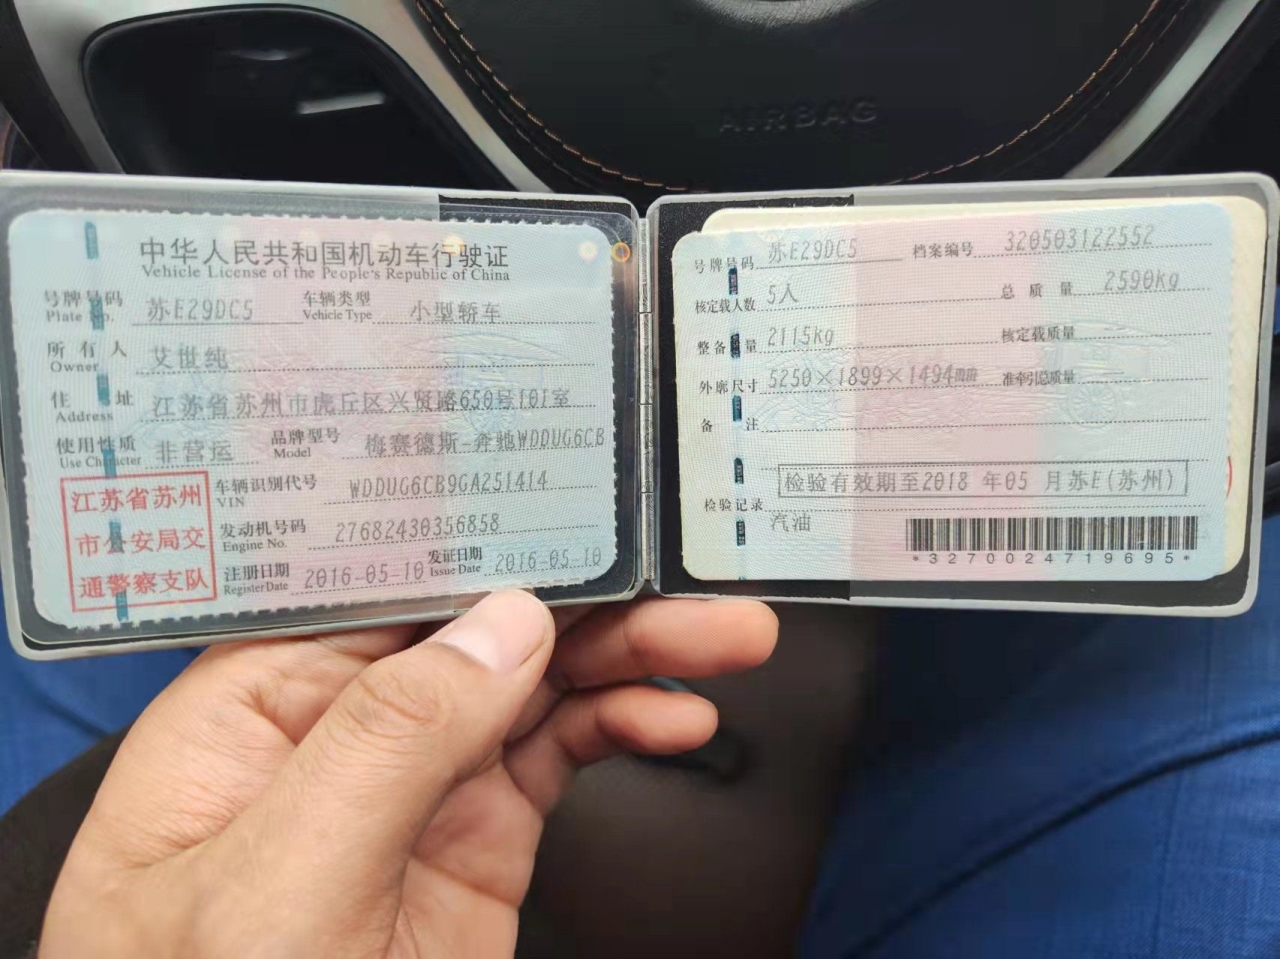 AIRBAG
中华人民共和国机动车行驶证
Vehicle License of the People's Republic of China
号牌号码 苏E29DC5 车辆类型 小型轿车
Plate No. Vehicle Type
所有人 艾世纯
Owner
住址 江苏省苏州市虎丘区兴贤路650号101室
Address
使用性质 非营运 品牌型号 梅赛德斯-奔驰WDDUG6CB
Use Character Model
江苏省苏州
市公安局交
通警察支队
车辆识别代号 WDDUG6CB9GA251414
VIN
发动机号码 27682430356858
Engine No.
注册日期 2016-05-10 发证日期 2016-05-10
Register Date Issue Date
号牌号码 苏E29DC5 档案编号 320503122552
核定载人数 5人 总质量 2590kg
整备质量 2115kg 核定载质量
外廓尺寸 5250×1899×1494 准牵引总质量
备注
检验有效期至2018 年05 月苏E(苏州)
检验记录
汽油
*3270024719695*